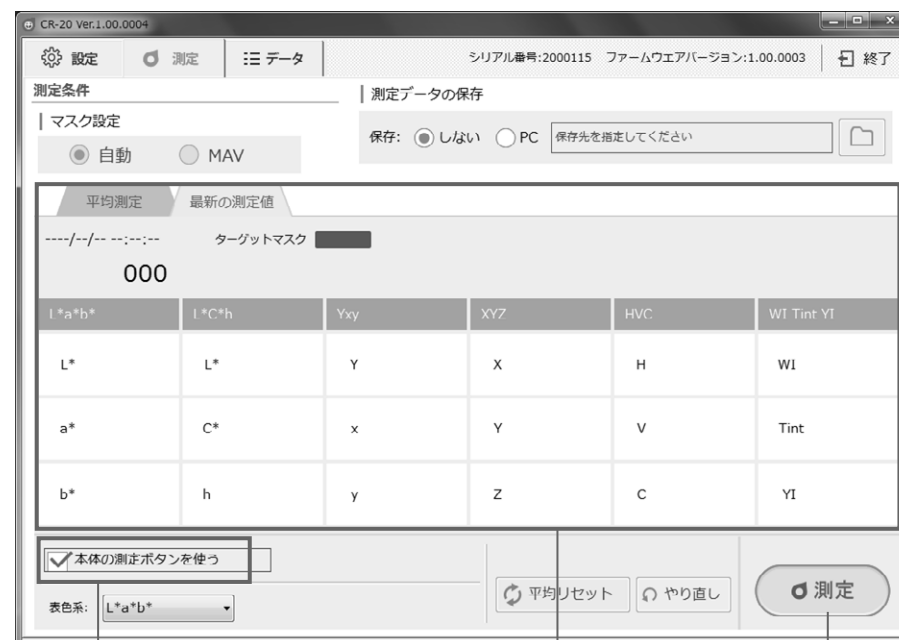 CR-20 Ver.1.00.0004
設定 測定 データ シリアル番号:2000115 ファームウエアバージョン:1.00.0003 終了
測定条件
マスク設定
自動 MAV
測定データの保存
保存: しない PC 保存先を指定してください
平均測定 最新の測定値
----/--/-- --:--:-- ターゲットマスク
000
L*a*b* L*C*h Yxy XYZ HVC WI Tint YI
L* L* Y X H WI
a* C* x Y V Tint
b* h y Z C YI
本体の測定ボタンを使う
表色系: L*a*b* 平均リセット やり直し 測定